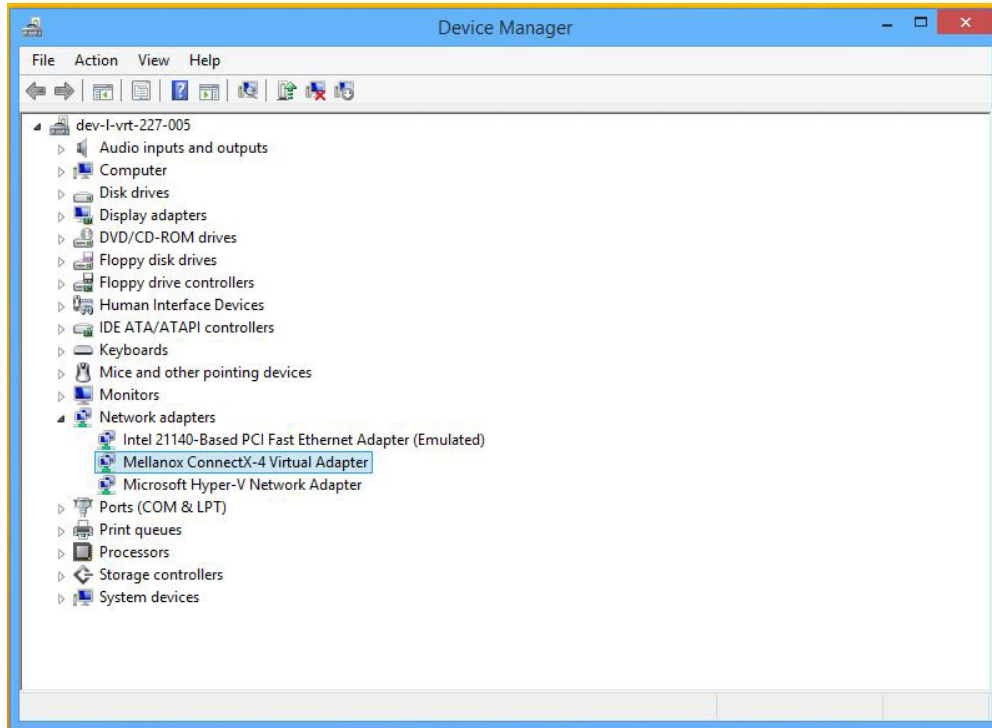 Device Manager
File Action View Help
dev-I-vrt-227-005
Audio inputs and outputs
Computer
Disk drives
Display adapters
DVD/CD-ROM drives
Floppy disk drives
Floppy drive controllers
Human Interface Devices
IDE ATA/ATAPI controllers
Keyboards
Mice and other pointing devices
Monitors
Network adapters
Intel 21140-Based PCI Fast Ethernet Adapter (Emulated)
Mellanox ConnectX-4 Virtual Adapter
Microsoft Hyper-V Network Adapter
Ports (COM & LPT)
Print queues
Processors
Storage controllers
System devices